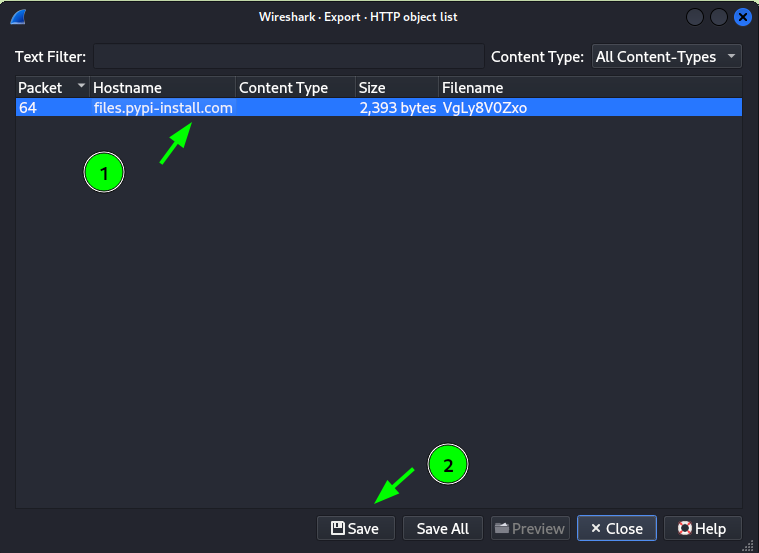 Wireshark · Export · HTTP object list
Text Filter: Content Type: All Content-Types
Packet Hostname Content Type Size Filename
64 files.pypi-install.com 2,393 bytes VgLy8V0Zxo
1
2
Save Save All Preview Close Help